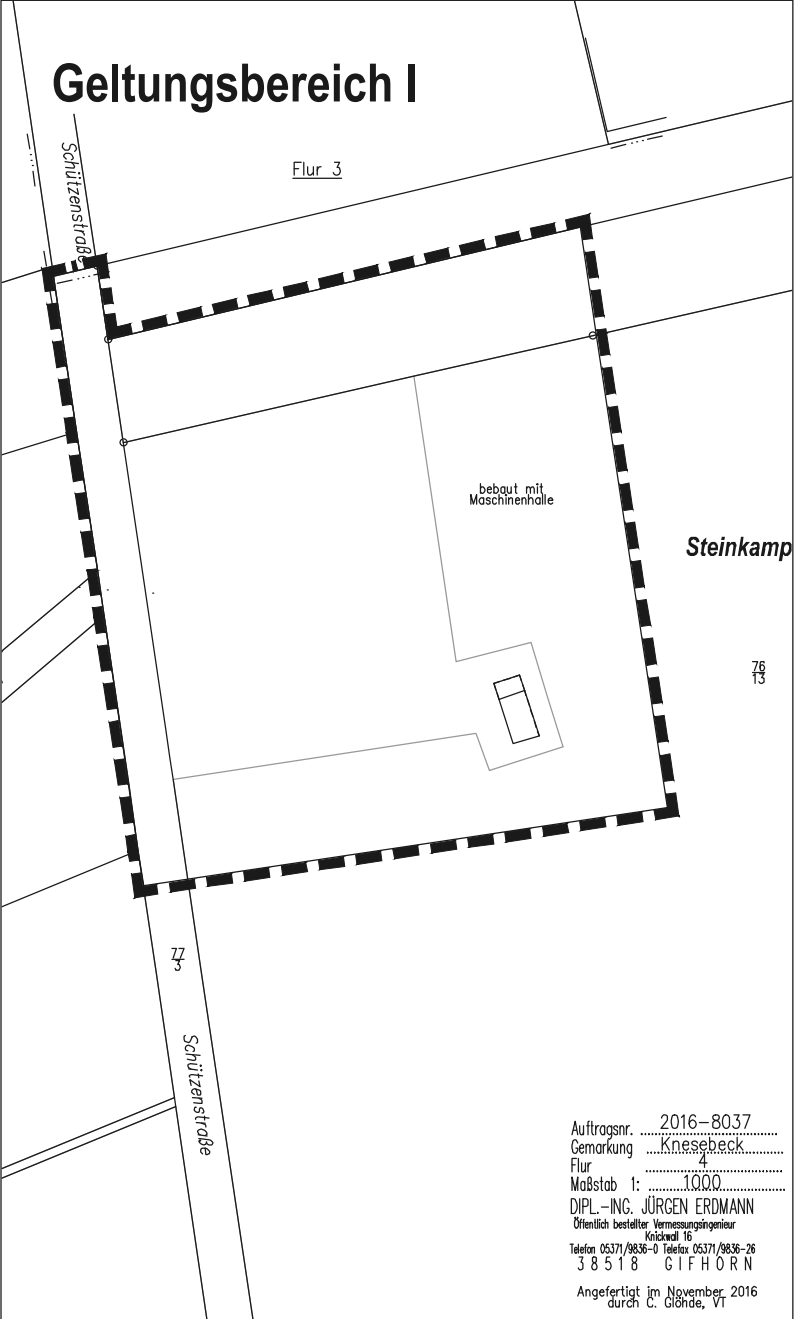 Geltungsbereich I
Schützenstraße
Flur 3
bebaut mit
Maschinenhalle
Steinkamp
76
13
77
3
Schützenstraße
Auftragsnr. 2016-8037
Gemarkung Knesebeck
Flur 4
Maßstab 1: 1000
DIPL.-ING. JÜRGEN ERDMANN
Öffentlich bestellter Vermessungsingenieur
Knickwall 16
Telefon 05371/9836-0 Telefax 05371/9836-26
38518 GIFHORN
Angefertigt im November 2016
durch C. Glöhde, VT